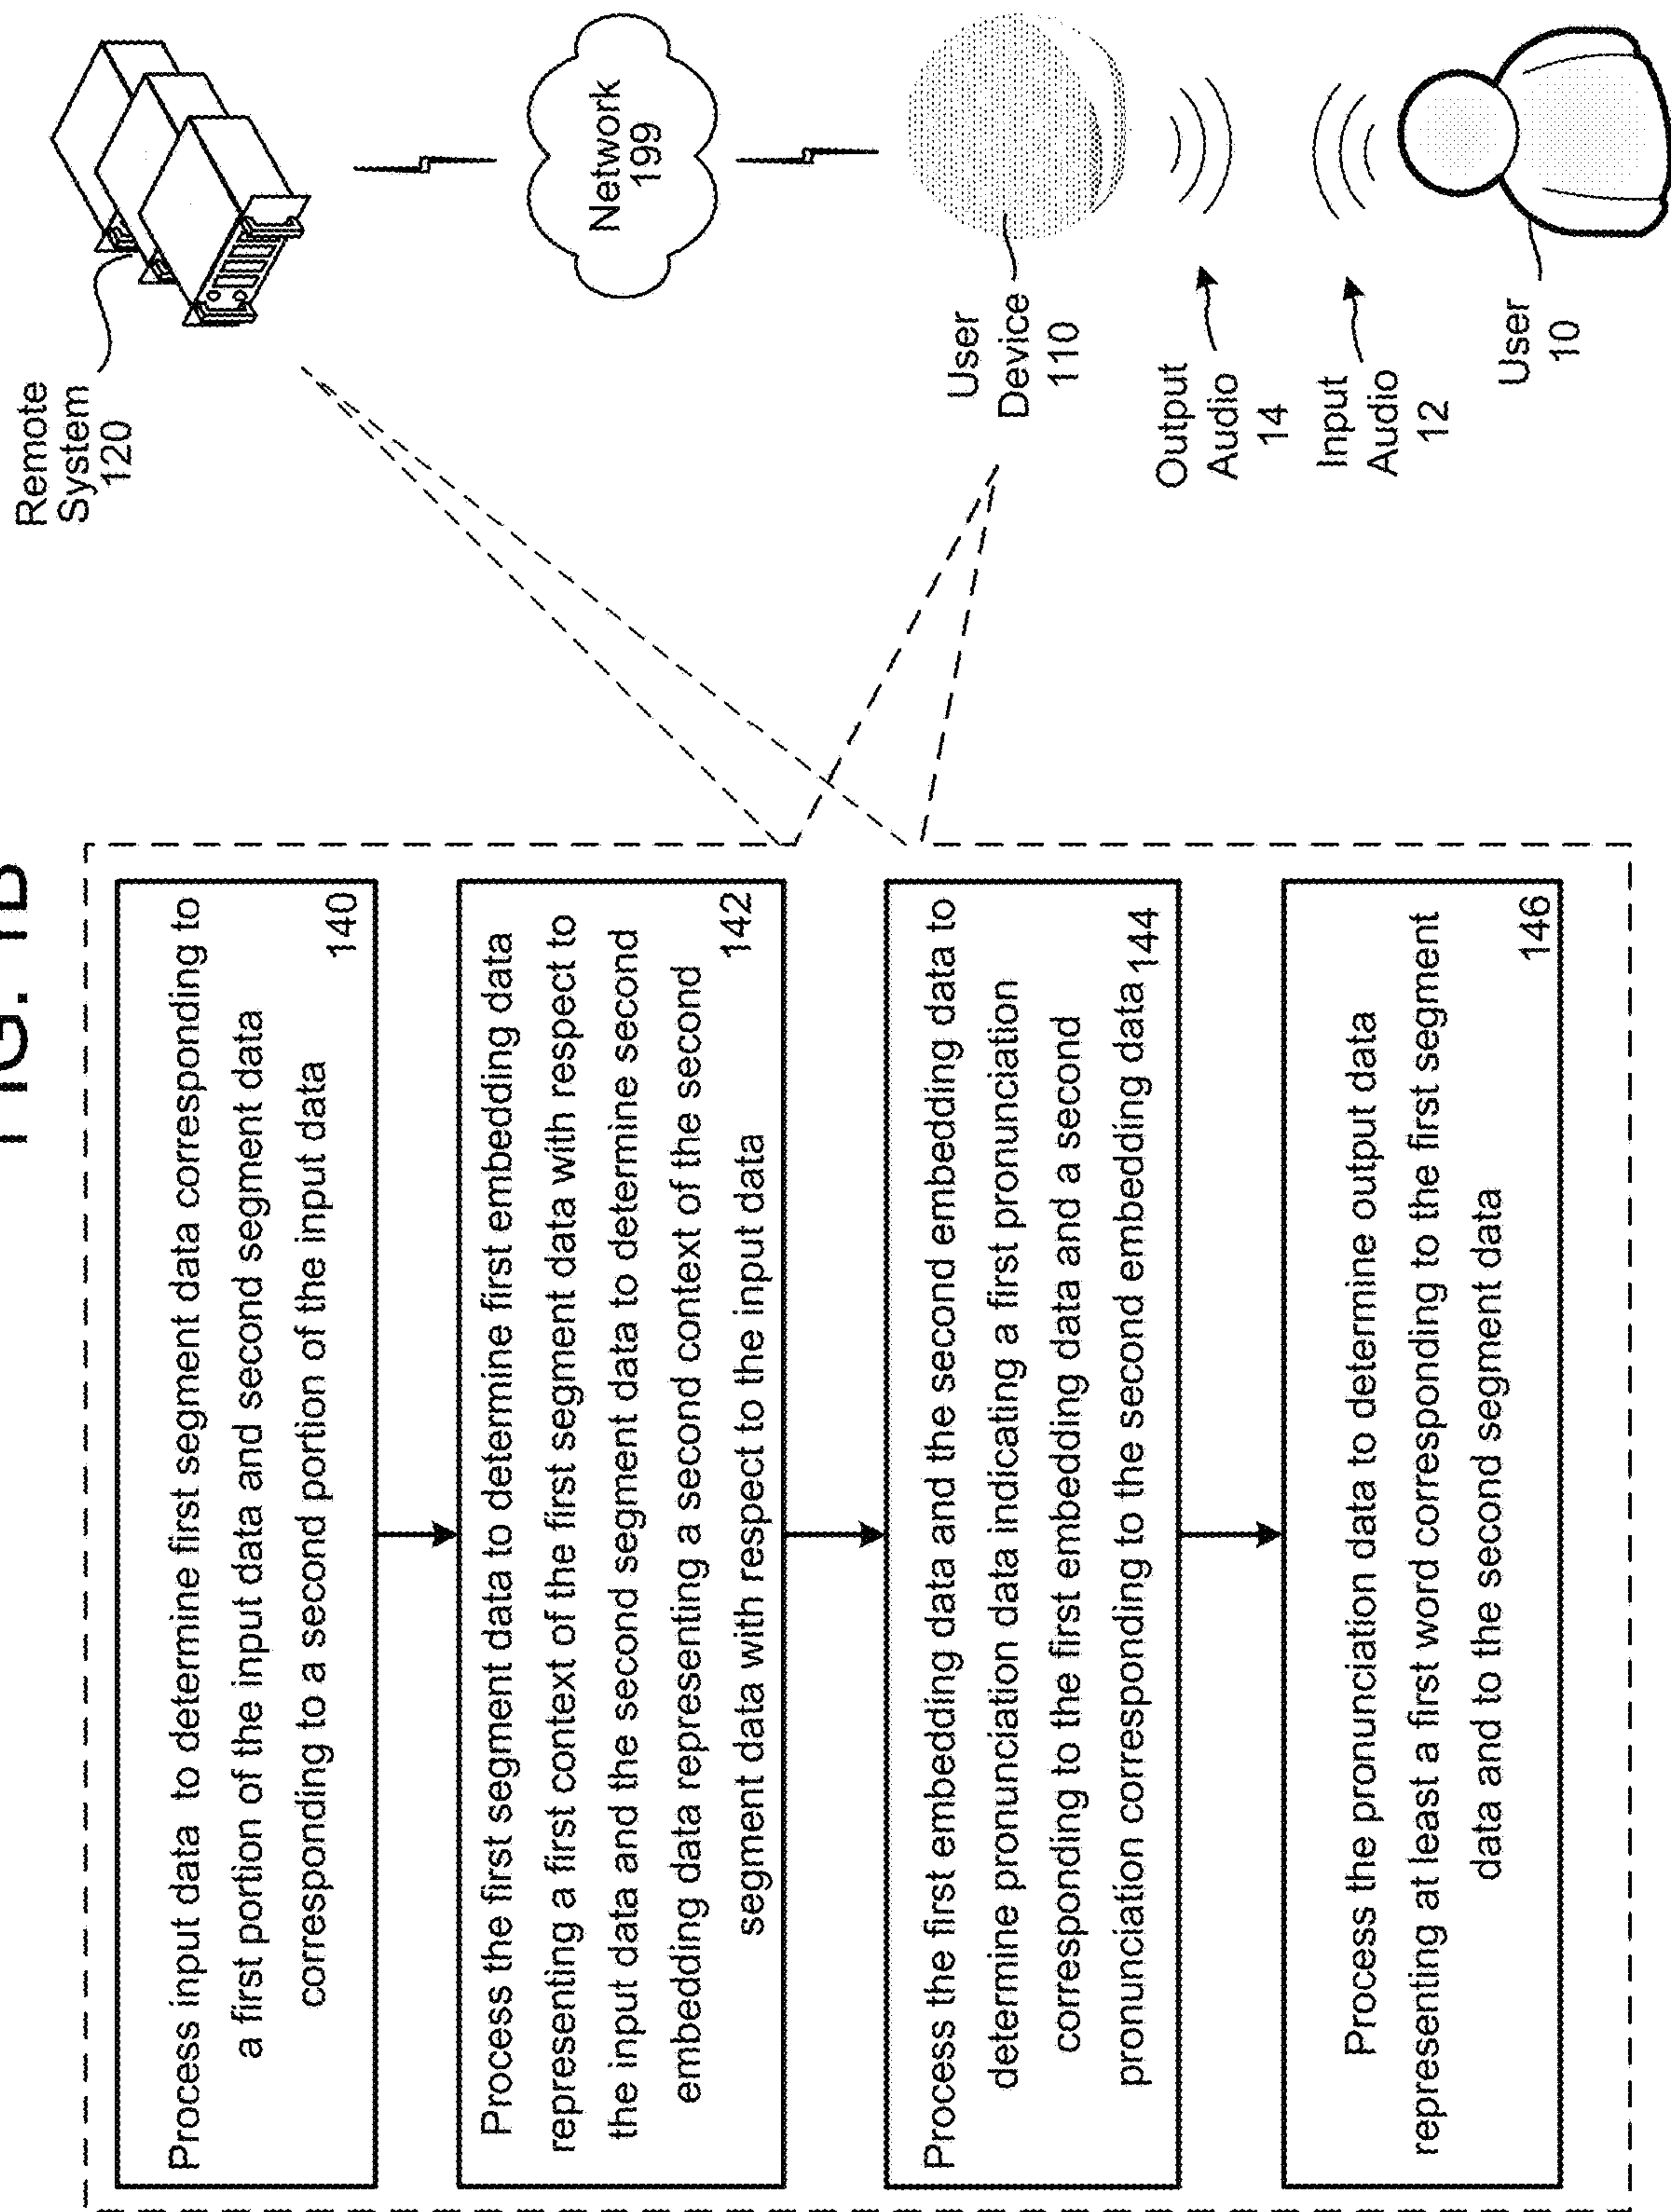 FIG. 1B
Process input data to determine first segment data corresponding to
a first portion of the input data and second segment data
corresponding to a second portion of the input data
140
Process the first segment data to determine first embedding data
representing a first context of the first segment data with respect to
the input data and the second segment data to determine second
embedding data representing a second context of the second
segment data with respect to the input data
142
Process the first embedding data and the second embedding data to
determine pronunciation data indicating a first pronunciation
corresponding to the first embedding data and a second
pronunciation corresponding to the second embedding data
144
Process the pronunciation data to determine output data
representing at least a first word corresponding to the first segment
data and to the second segment data
146
Remote
System
120
Network
199
User
Device
110
Output
Audio
14
Input
Audio
12
User
10